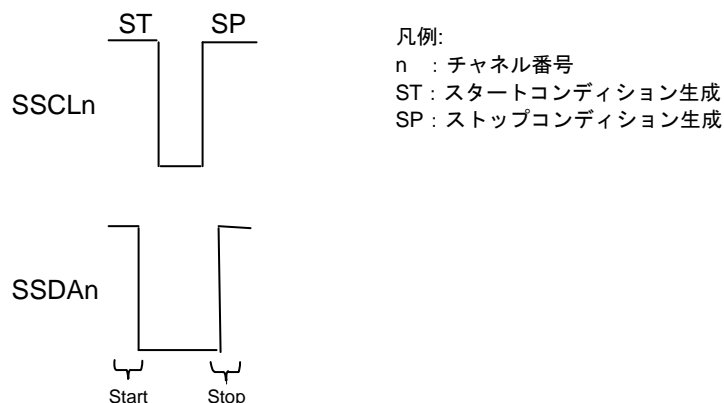 ST SP
SSCLn
SSDAn
Start Stop
凡例:
n : チャネル番号
ST : スタートコンディション生成
SP : ストップコンディション生成